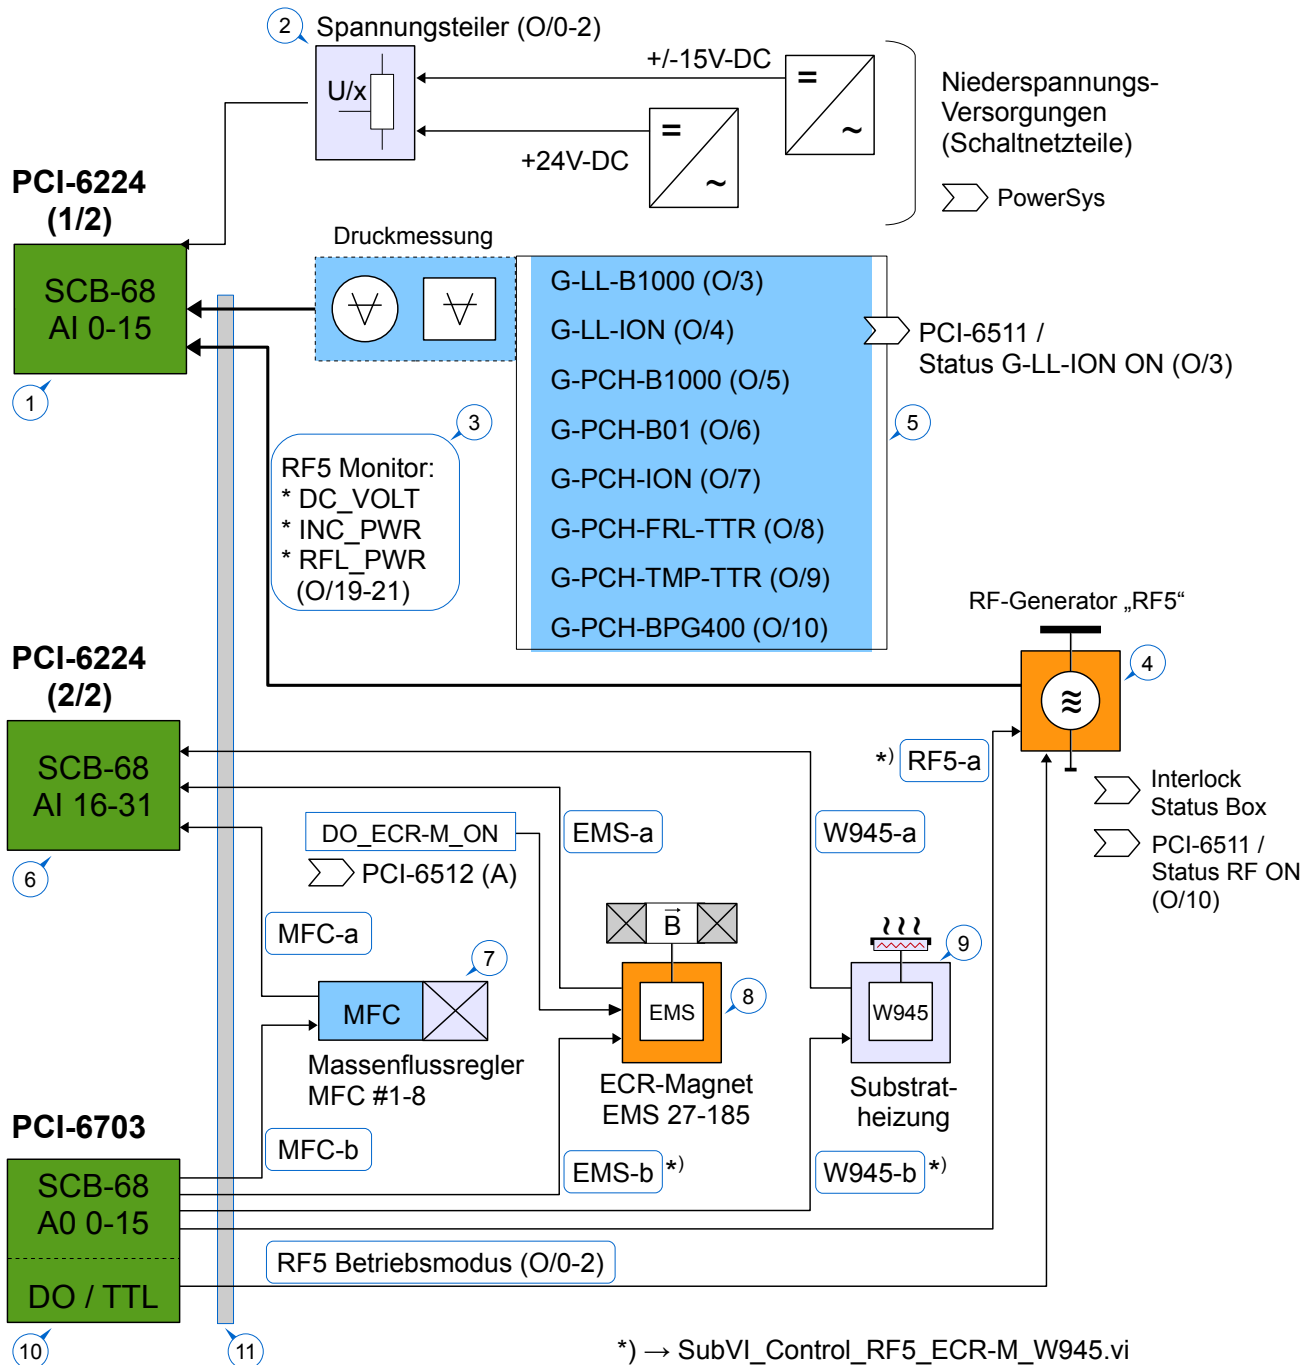 2
Spannungsteiler (O/0-2)
U/x
+/-15V-DC
=
~
+24V-DC
=
~
Niederspannungs-
Versorgungen
(Schaltnetzteile)
PowerSys
PCI-6224
(1/2)
SCB-68
AI 0-15
1
Druckmessung
G-LL-B1000 (O/3)
G-LL-ION (O/4)
G-PCH-B1000 (O/5)
G-PCH-B01 (O/6)
G-PCH-ION (O/7)
G-PCH-FRL-TTR (O/8)
G-PCH-TMP-TTR (O/9)
G-PCH-BPG400 (O/10)
PCI-6511 /
Status G-LL-ION ON (O/3)
5
3
RF5 Monitor:
* DC_VOLT
* INC_PWR
* RFL_PWR
(O/19-21)
RF-Generator „RF5“
4
≋
*) RF5-a
Interlock
Status Box
PCI-6511 /
Status RF ON
(O/10)
PCI-6224
(2/2)
SCB-68
AI 16-31
6
DO_ECR-M_ON
PCI-6512 (A)
EMS-a
W945-a
MFC-a
7
MFC
Massenflussregler
MFC #1-8
B
EMS
8
ECR-Magnet
EMS 27-185
9
W945
Substrat-
heizung
PCI-6703
SCB-68
A0 0-15
DO / TTL
10
MFC-b
EMS-b *)
W945-b *)
RF5 Betriebsmodus (O/0-2)
11
*) → SubVI_Control_RF5_ECR-M_W945.vi